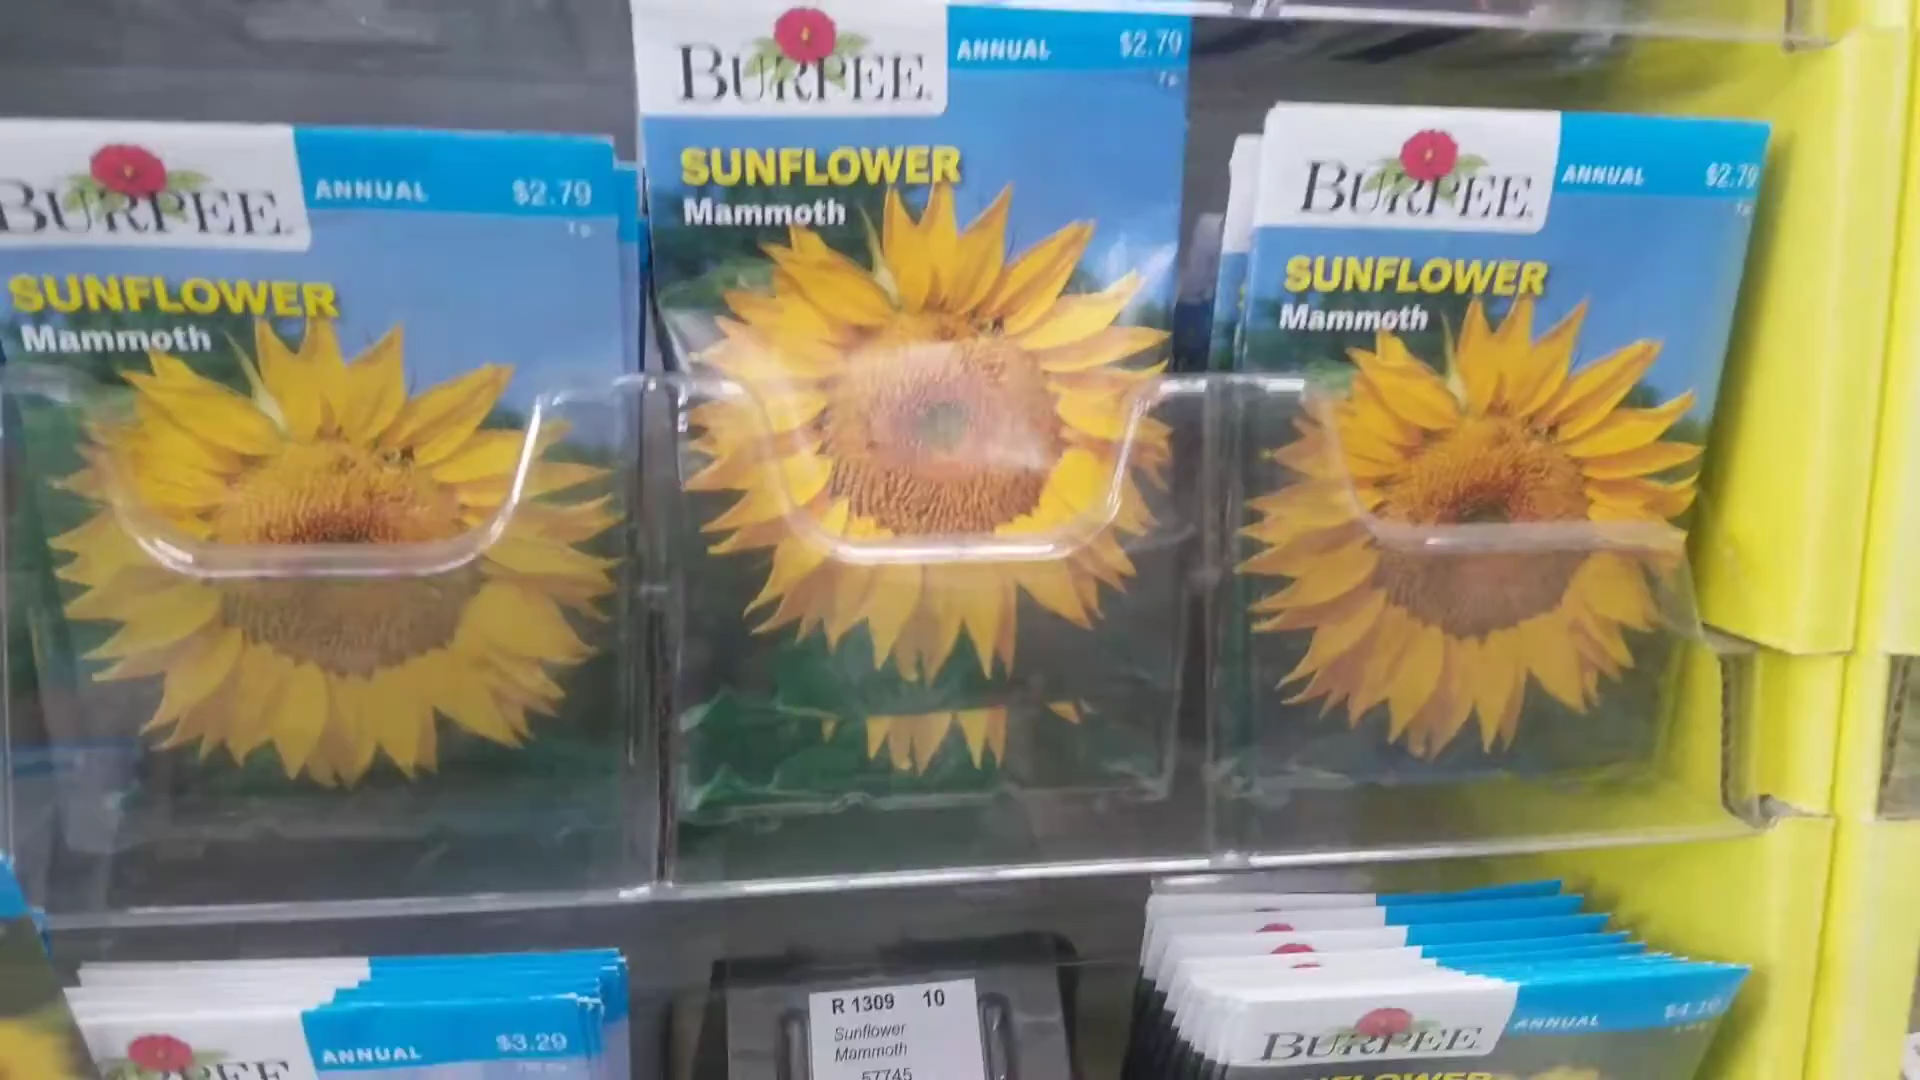 BURPEE
ANNUAL $2.79
SUNFLOWER
Mammoth
BURPEE
ANNUAL $2.79
SUNFLOWER
Mammoth
BURPEE
ANNUAL $2.79
SUNFLOWER
Mammoth
BURPEE
ANNUAL $3.29
R 1309 10
Sunflower
Mammoth
57745
BURPEE
ANNUAL